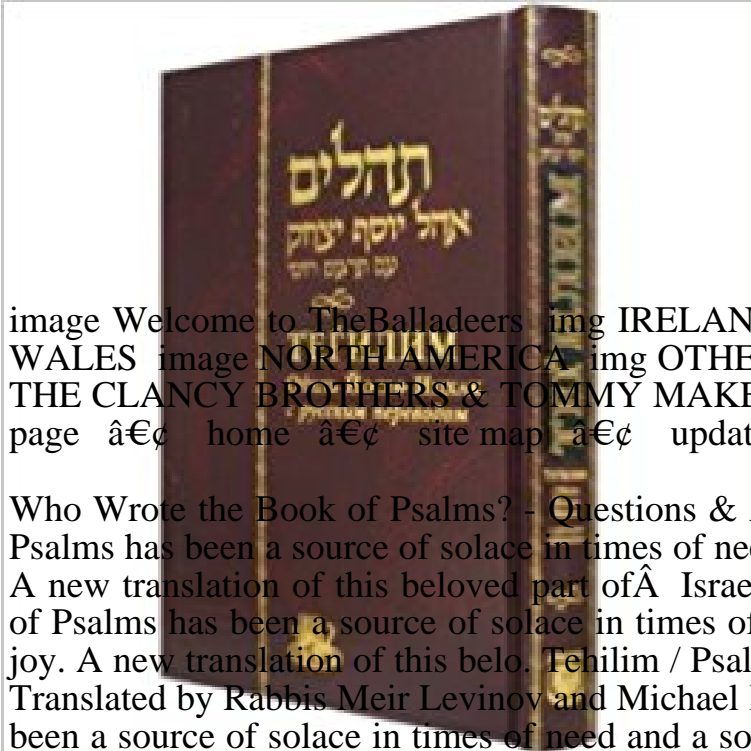 תהלים
אהל יוסף יצחק
עם תרגום רוסי
image Welcome to TheBalladeers img IRELAN
WALES image NORTH AMERICA img OTHE
THE CLANCY BROTHERS & TOMMY MAKE
page â€¢ home â€¢ site map â€¢ updat
Who Wrote the Book of Psalms? - Questions &
Psalms has been a source of solace in times of nee
A new translation of this beloved part ofÂ Israe
of Psalms has been a source of solace in times of
joy. A new translation of this belo. Tehilim / Psal
Translated by Rabbis Meir Levinov and Michael
been a source of solace in times of need and a so